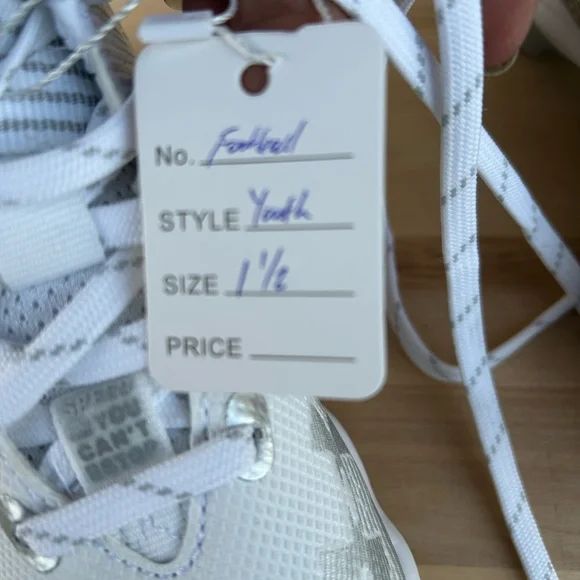 No. Football
STYLE Youth
SIZE 1 1/2
PRICE
YOU
CAN'T